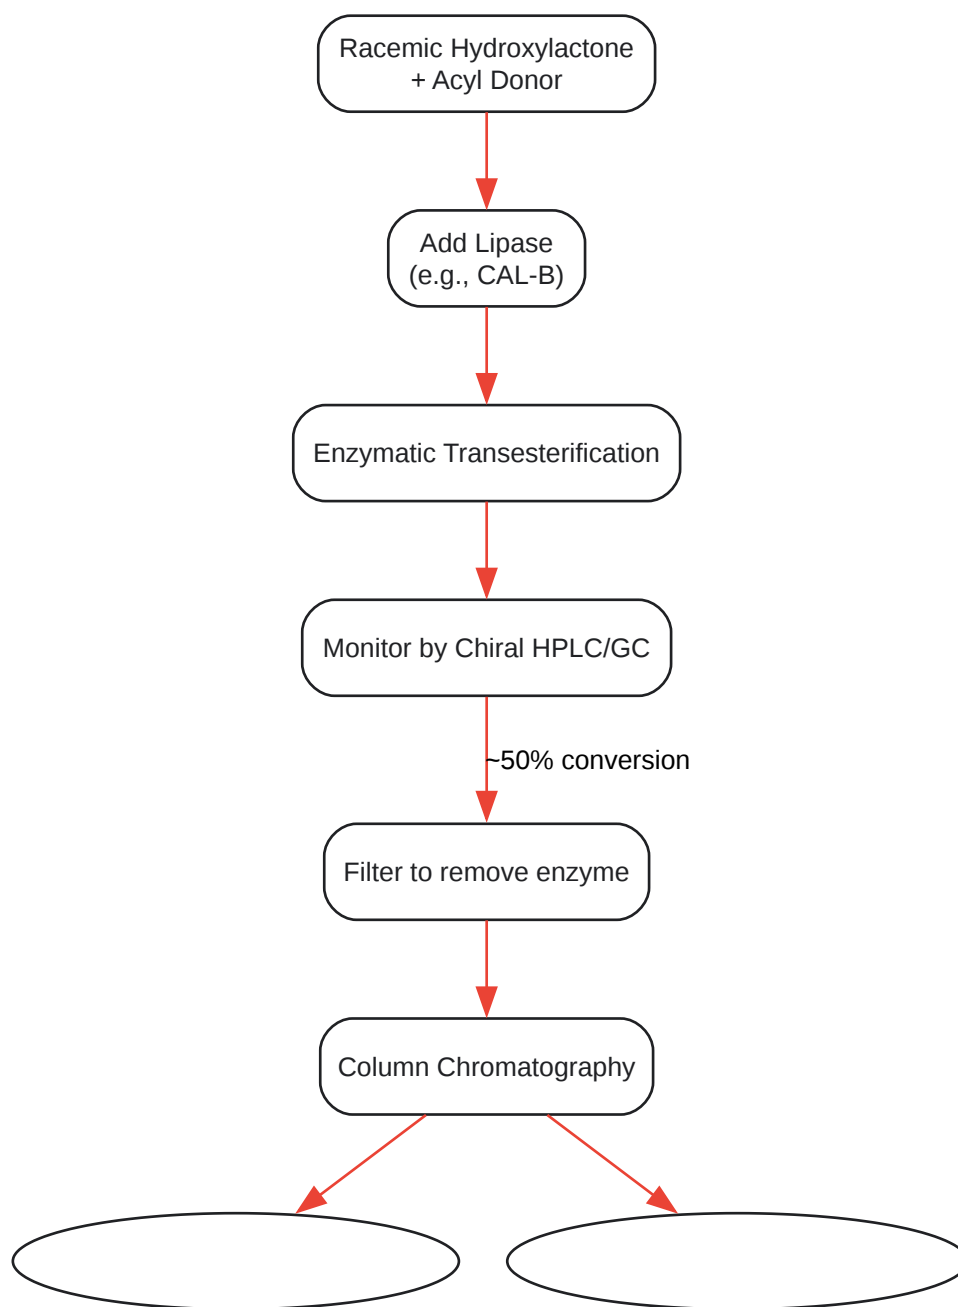 Racemic Hydroxylactone
+ Acyl Donor
Add Lipase
(e.g., CAL-B)
Enzymatic Transesterification
Monitor by Chiral HPLC/GC
~50% conversion
Filter to remove enzyme
Column Chromatography